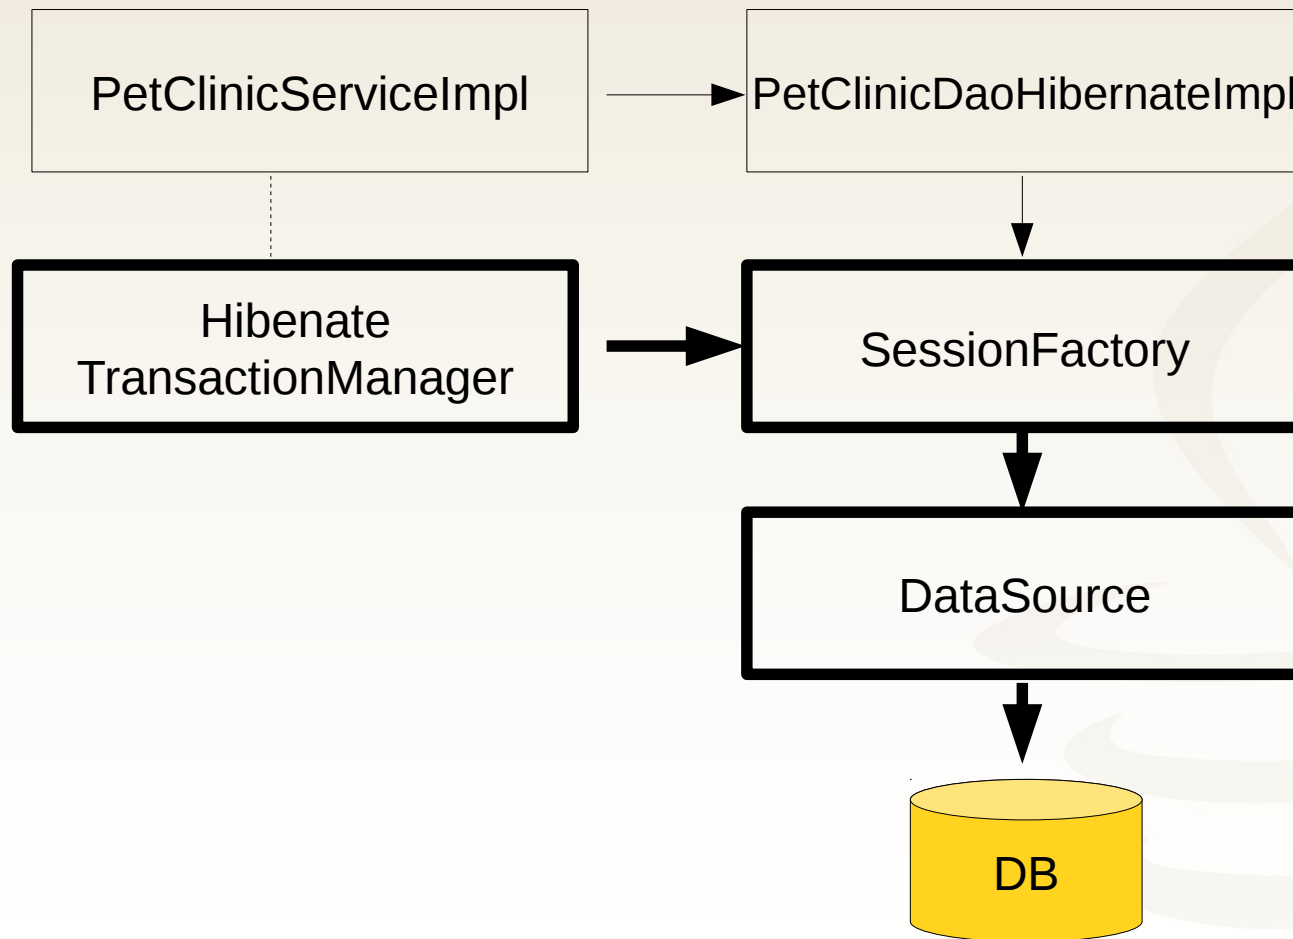 PetClinicServiceImpl
PetClinicDaoHibernateImpl
Hibenate
TransactionManager
SessionFactory
DataSource
DB